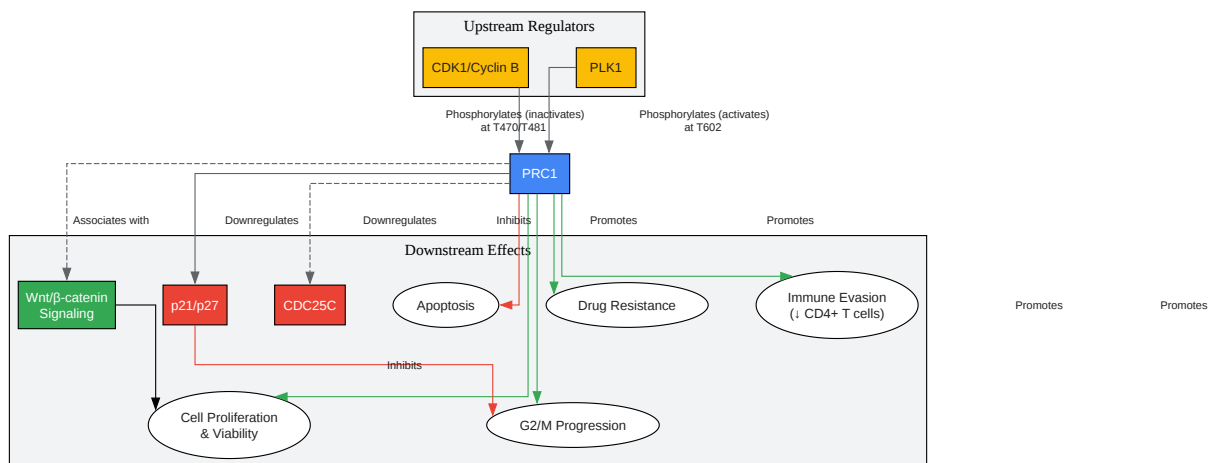 Upstream Regulators
CDK1/Cyclin B
PLK1
Phosphorylates (inactivates)
at T470/T481
Phosphorylates (activates)
at T602
PRC1
Associates with
Downregulates
Downregulates
Inhibits
Promotes
Promotes
Downstream Effects
Wnt/β-catenin
Signaling
p21/p27
CDC25C
Apoptosis
Drug Resistance
Immune Evasion
(↓ CD4+ T cells)
Promotes
Promotes
Inhibits
Cell Proliferation
& Viability
G2/M Progression